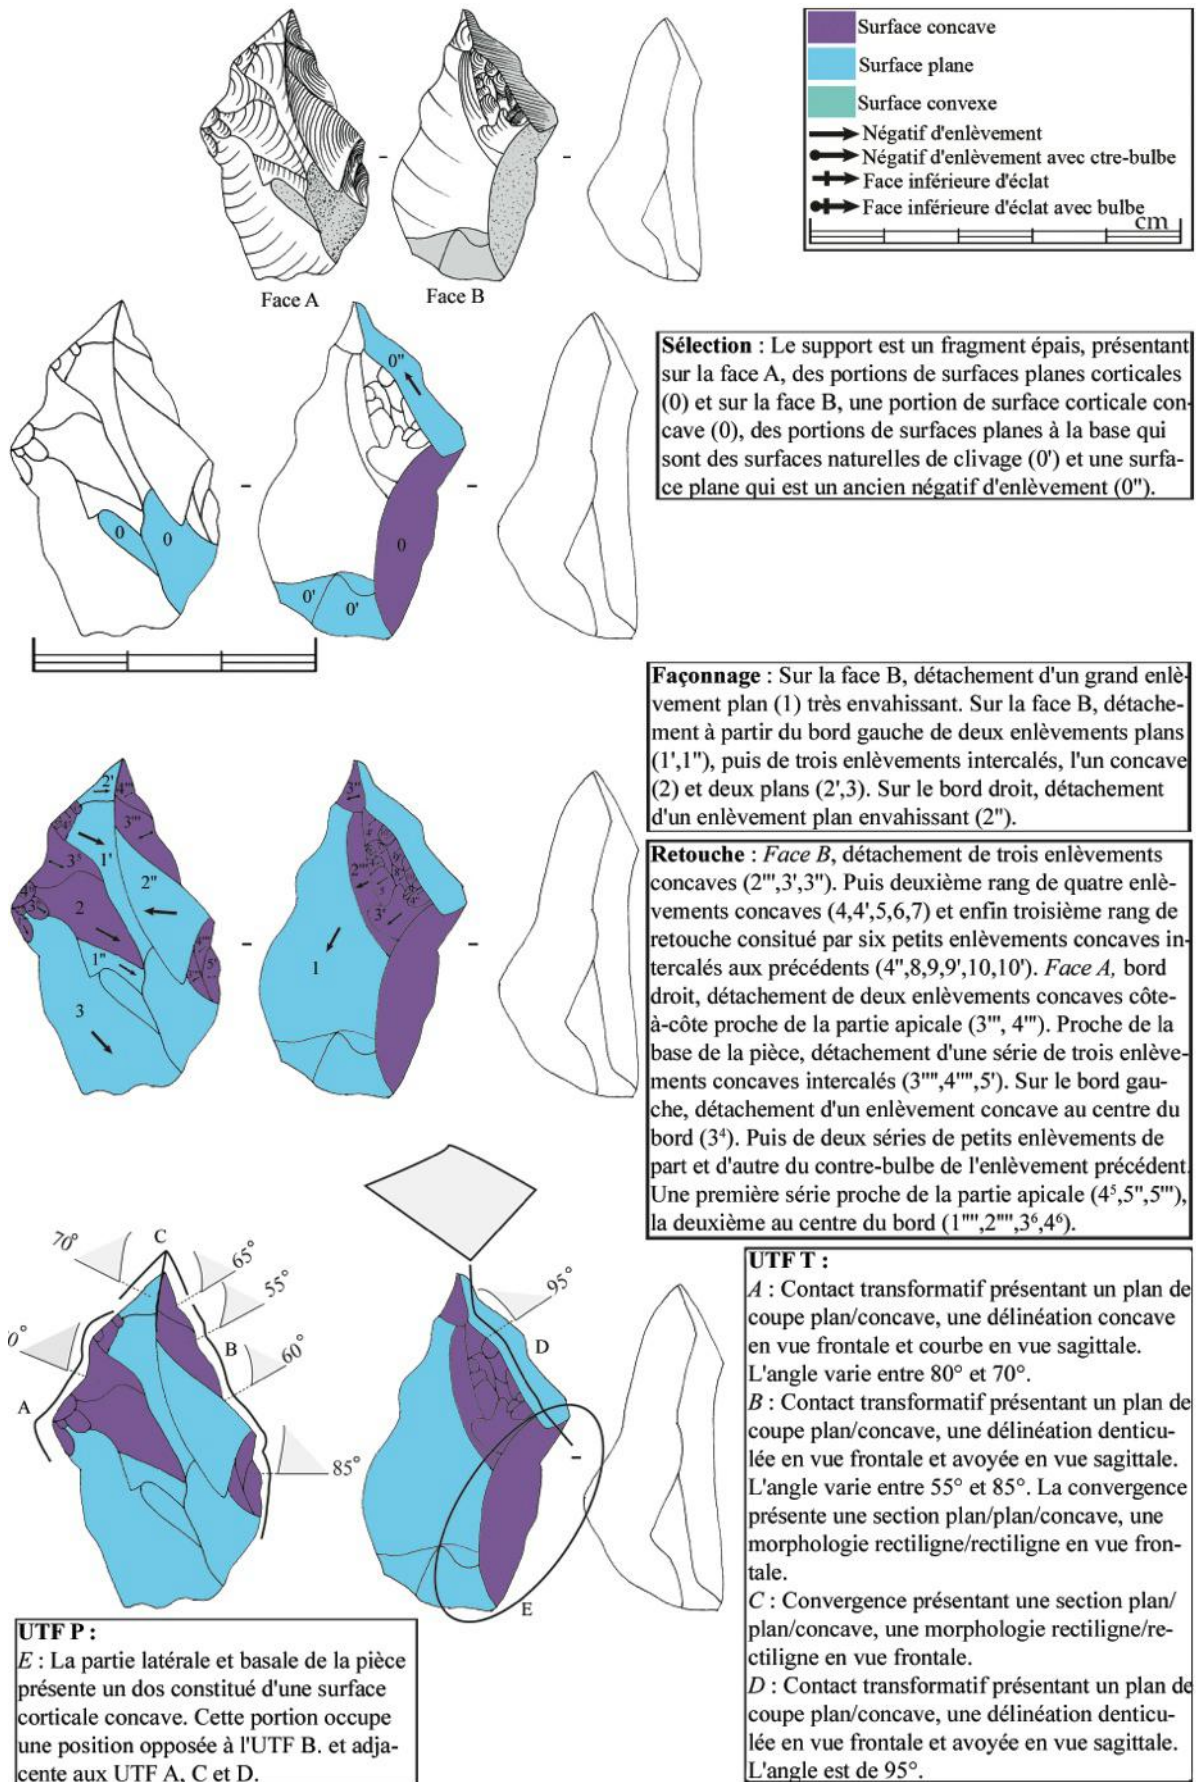 Surface concave
Surface plane
Surface convexe
Négatif d'enlèvement
Négatif d'enlèvement avec ctre-bulbe
Face inférieure d'éclat
Face inférieure d'éclat avec bulbe
cm
Face A
Face B
0
0
0"
0
0'
0'
Sélection : Le support est un fragment épais, présentant
sur la face A, des portions de surfaces planes corticales
(0) et sur la face B, une portion de surface corticale con-
cave (0), des portions de surfaces planes à la base qui
sont des surfaces naturelles de clivage (0') et une surfa-
ce plane qui est un ancien négatif d'enlèvement (0").
Façonnage : Sur la face B, détachement d'un grand enlè-
vement plan (1) très envahissant. Sur la face B, détache-
ment à partir du bord gauche de deux enlèvements plans
(1',1"), puis de trois enlèvements intercalés, l'un concave
(2) et deux plans (2',3). Sur le bord droit, détachement
d'un enlèvement plan envahissant (2").
2'
4'''
3'''
1'
3⁵
2"
2
1"
3
5'
3"
2'''
3'
1
Retouche : Face B, détachement de trois enlèvements
concaves (2''',3',3"). Puis deuxième rang de quatre enlè-
vements concaves (4,4',5,6,7) et enfin troisième rang de
retouche consitué par six petits enlèvements concaves in-
tercalés aux précédents (4",8,9,9',10,10'). Face A, bord
droit, détachement de deux enlèvements concaves côte-
à-côte proche de la partie apicale (3''', 4'''). Proche de la
base de la pièce, détachement d'une série de trois enlève-
ments concaves intercalés (3'''',4'''',5'). Sur le bord gau-
che, détachement d'un enlèvement concave au centre du
bord (3⁴). Puis de deux séries de petits enlèvements de
part et d'autre du contre-bulbe de l'enlèvement précédent.
Une première série proche de la partie apicale (4⁵,5",5'''),
la deuxième au centre du bord (1'''',2'''',3⁶,4⁶).
70°
C
65°
55°
0°
B
60°
A
85°
95°
D
E
UTF T :
A : Contact transformatif présentant un plan de
coupe plan/concave, une délinéation concave
en vue frontale et courbe en vue sagittale.
L'angle varie entre 80° et 70°.
B : Contact transformatif présentant un plan de
coupe plan/concave, une délinéation denticu-
lée en vue frontale et avoyée en vue sagittale.
L'angle varie entre 55° et 85°. La convergence
présente une section plan/plan/concave, une
morphologie rectiligne/rectiligne en vue fron-
tale.
C : Convergence présentant une section plan/
plan/concave, une morphologie rectiligne/re-
ctiligne en vue frontale.
D : Contact transformatif présentant un plan de
coupe plan/concave, une délinéation denticu-
lée en vue frontale et avoyée en vue sagittale.
L'angle est de 95°.
UTF P :
E : La partie latérale et basale de la pièce
présente un dos constitué d'une surface
corticale concave. Cette portion occupe
une position opposée à l'UTF B. et adja-
cente aux UTF A, C et D.